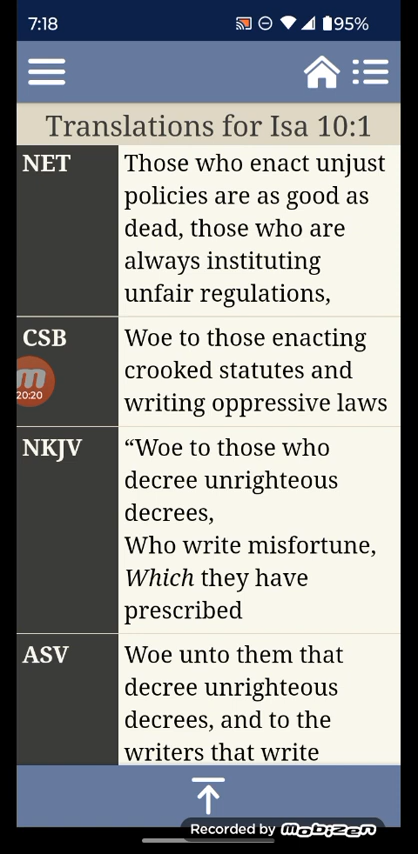 7:18 95%
Translations for Isa 10:1
NET
Those who enact unjust
policies are as good as
dead, those who are
always instituting
unfair regulations,
CSB
Woe to those enacting
crooked statutes and
writing oppressive laws
m
20:20
NKJV
“Woe to those who
decree unrighteous
decrees,
Who write misfortune,
Which they have
prescribed
ASV
Woe unto them that
decree unrighteous
decrees, and to the
writers that write
Recorded by mobizen